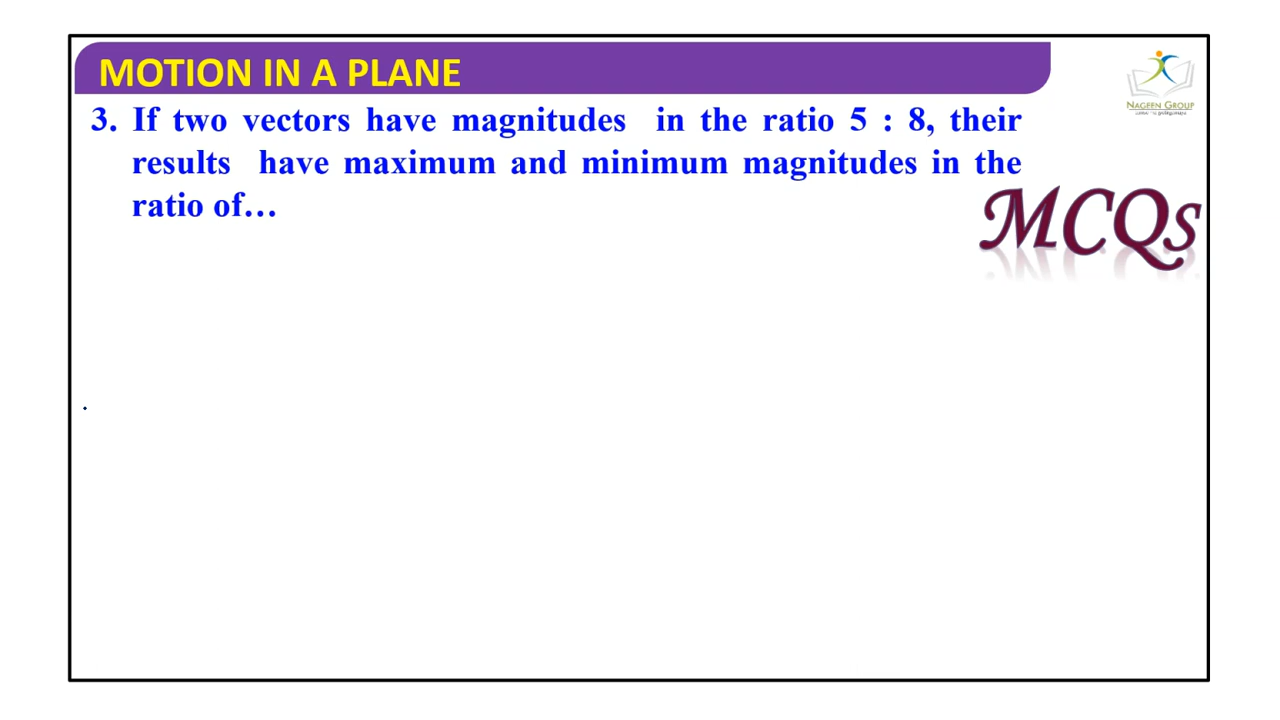 MOTION IN A PLANE
3. If two vectors have magnitudes in the ratio 5 : 8, their
results have maximum and minimum magnitudes in the
ratio of…
MCQs
NAGEEN GROUP